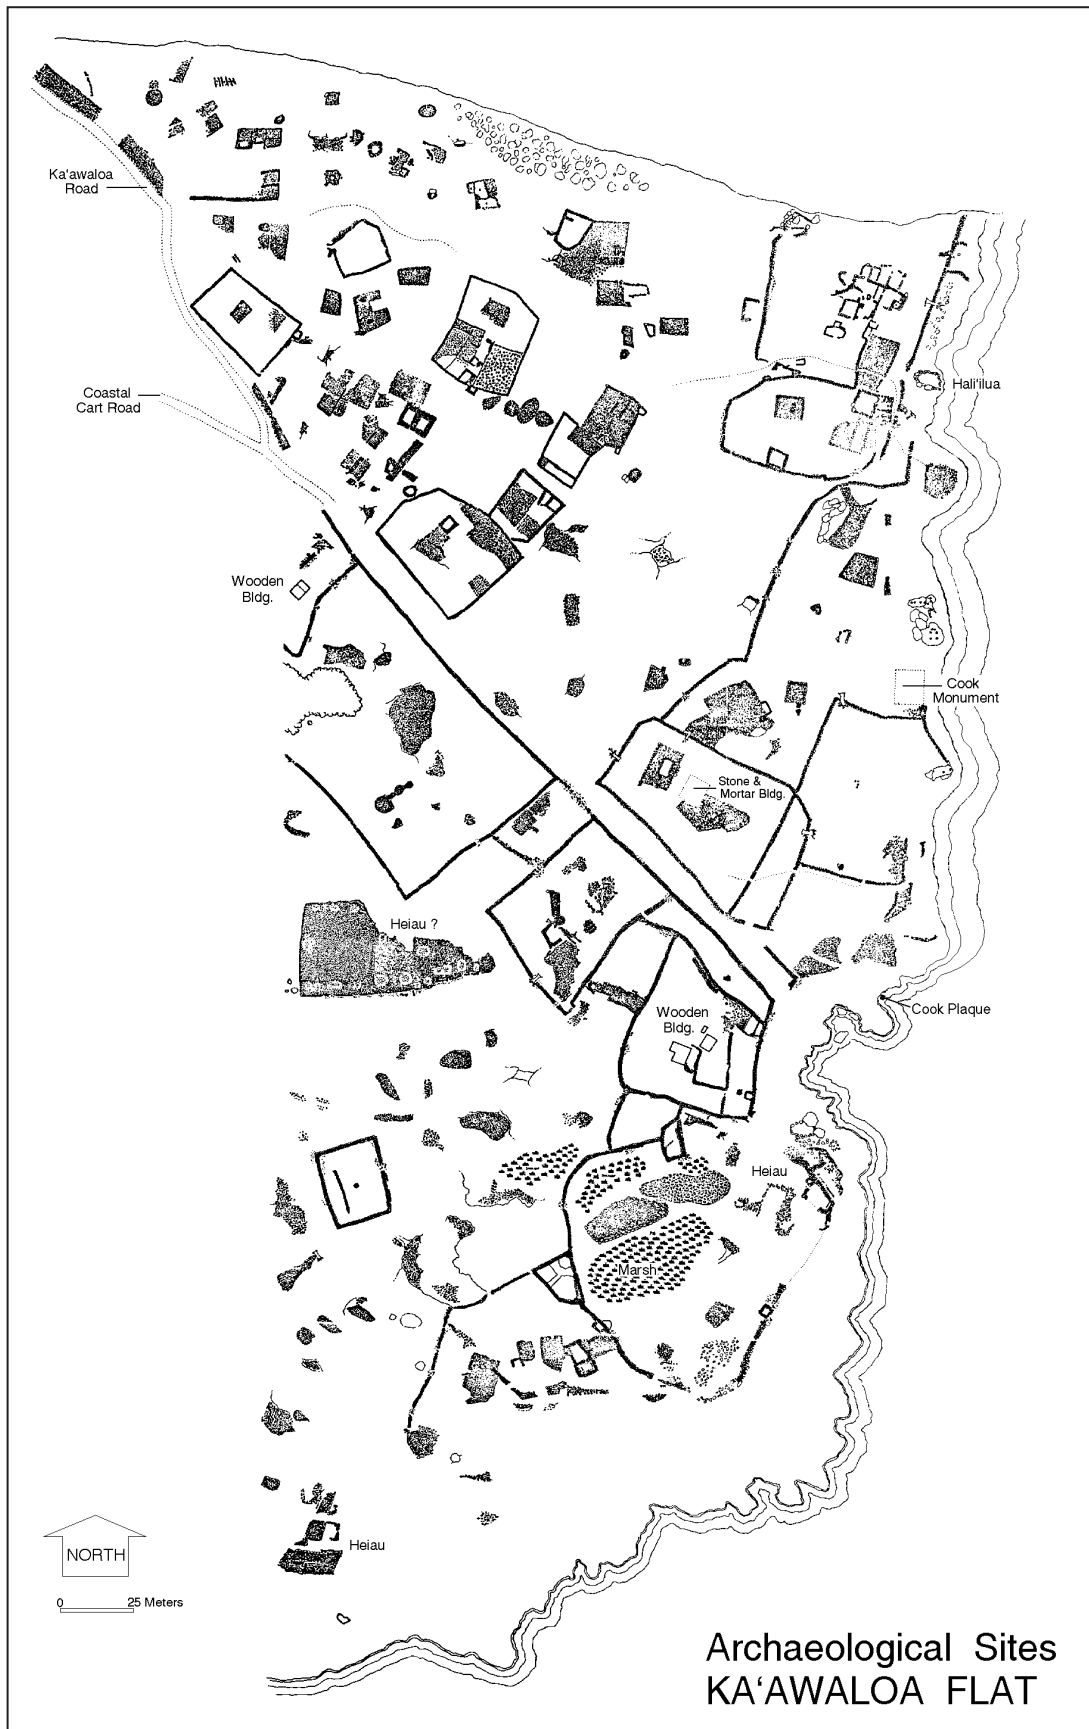 Ka‘awaloa
Road
Coastal
Cart Road
Hali‘ilua
Wooden
Bldg.
Cook
Monument
Stone &
Mortar Bldg.
Heiau ?
Cook Plaque
Wooden
Bldg.
Heiau
Marsh
Heiau
NORTH
0 25 Meters
Archaeological Sites
KA‘AWALOA FLAT